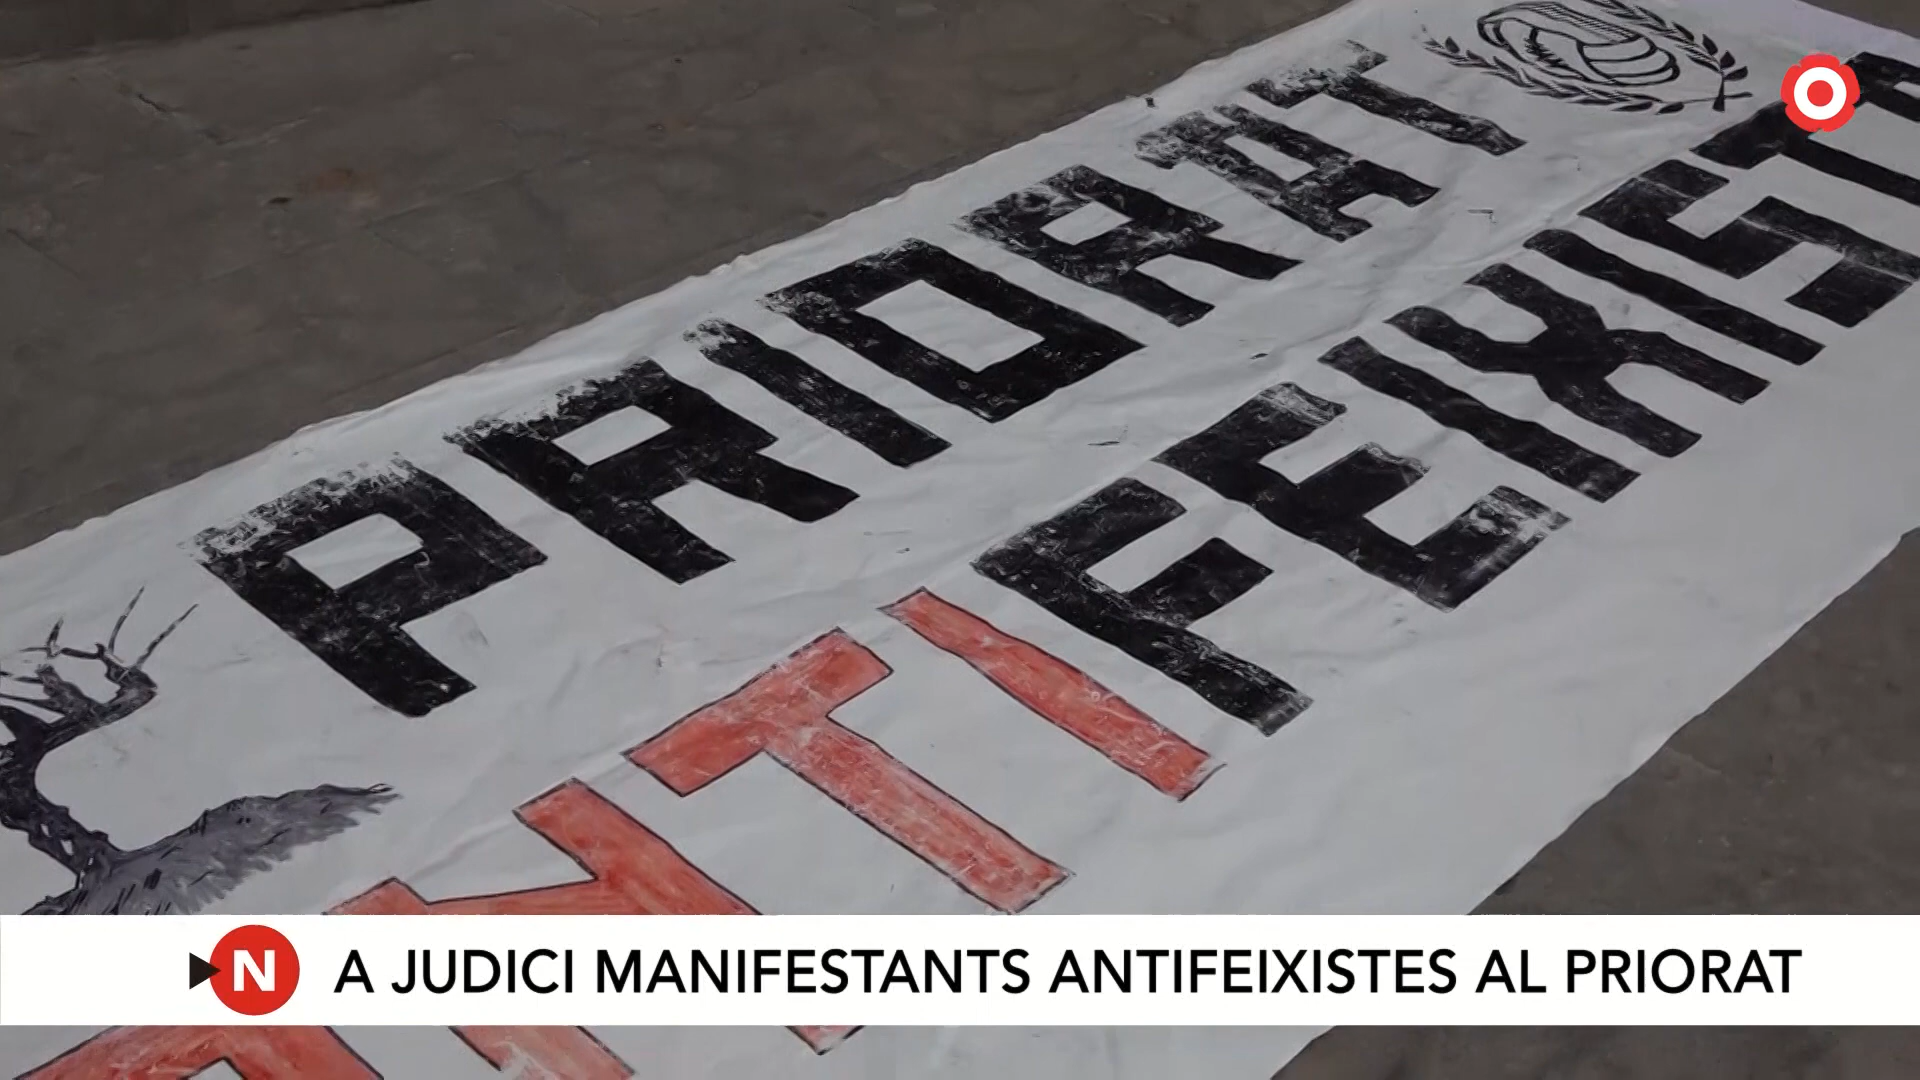 PRIORAT
ANTIFEIXISTA
N A JUDICI MANIFESTANTS ANTIFEIXISTES AL PRIORAT